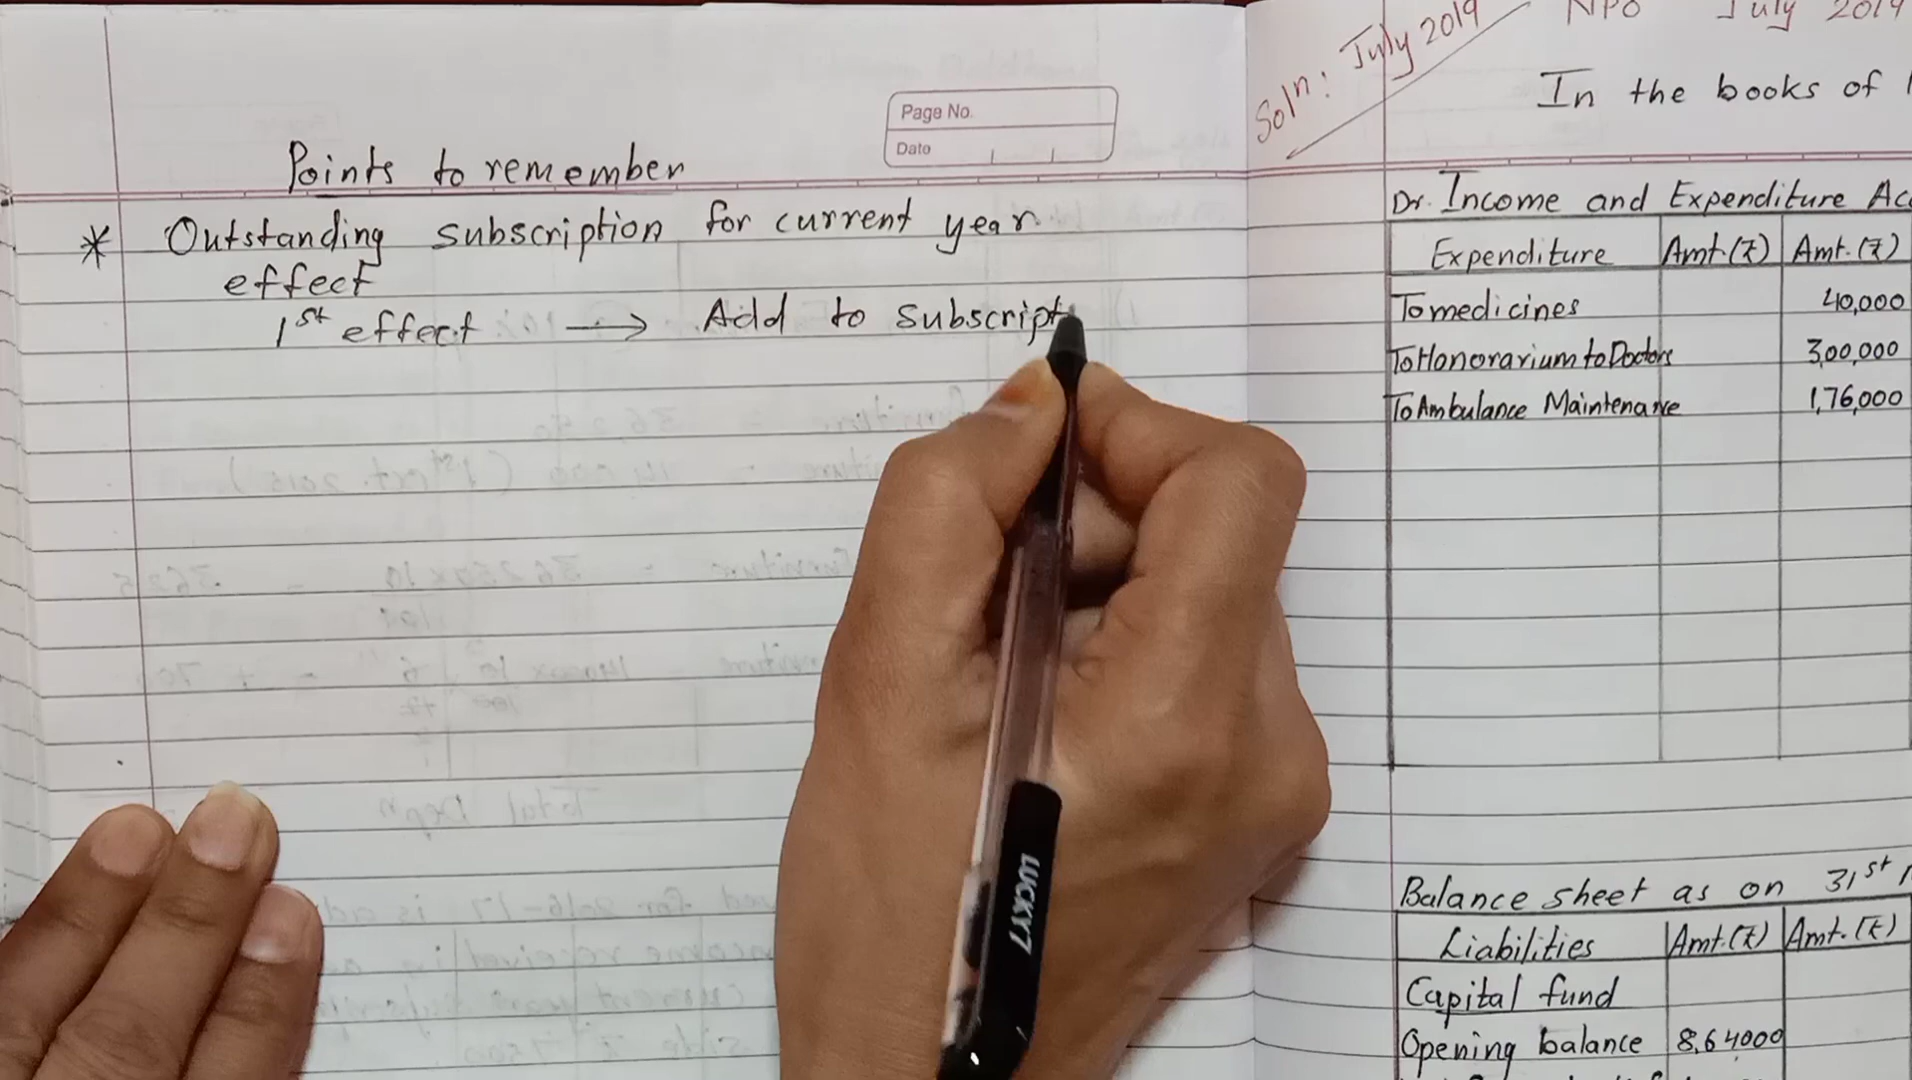 Page No.
Date
Points to remember
* Outstanding subscription for current year
effect
1st effect → Add to subscript
Soln: July 2019
NPO July 2019
In the books of
Dr. Income and Expenditure Acc
Expenditure Amt.(₹) Amt.(₹)
To medicines 40,000
To Honorarium to Doctors 3,00,000
To Ambulance Maintenance 1,76,000
Balance sheet as on 31st
Liabilities Amt.(₹) Amt.(₹)
Capital fund
Opening balance 8,64000
LUCKY7